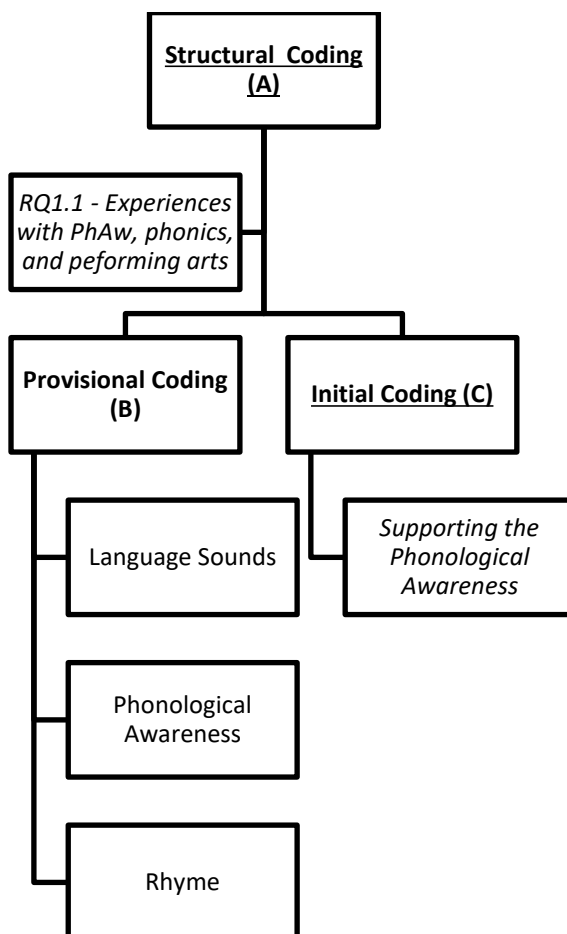 Structural Coding
(A)
RQ1.1 - Experiences
with PhAw, phonics,
and peforming arts
Provisional Coding
(B)
Initial Coding (C)
Language Sounds
Supporting the
Phonological
Awareness
Phonological
Awareness
Rhyme